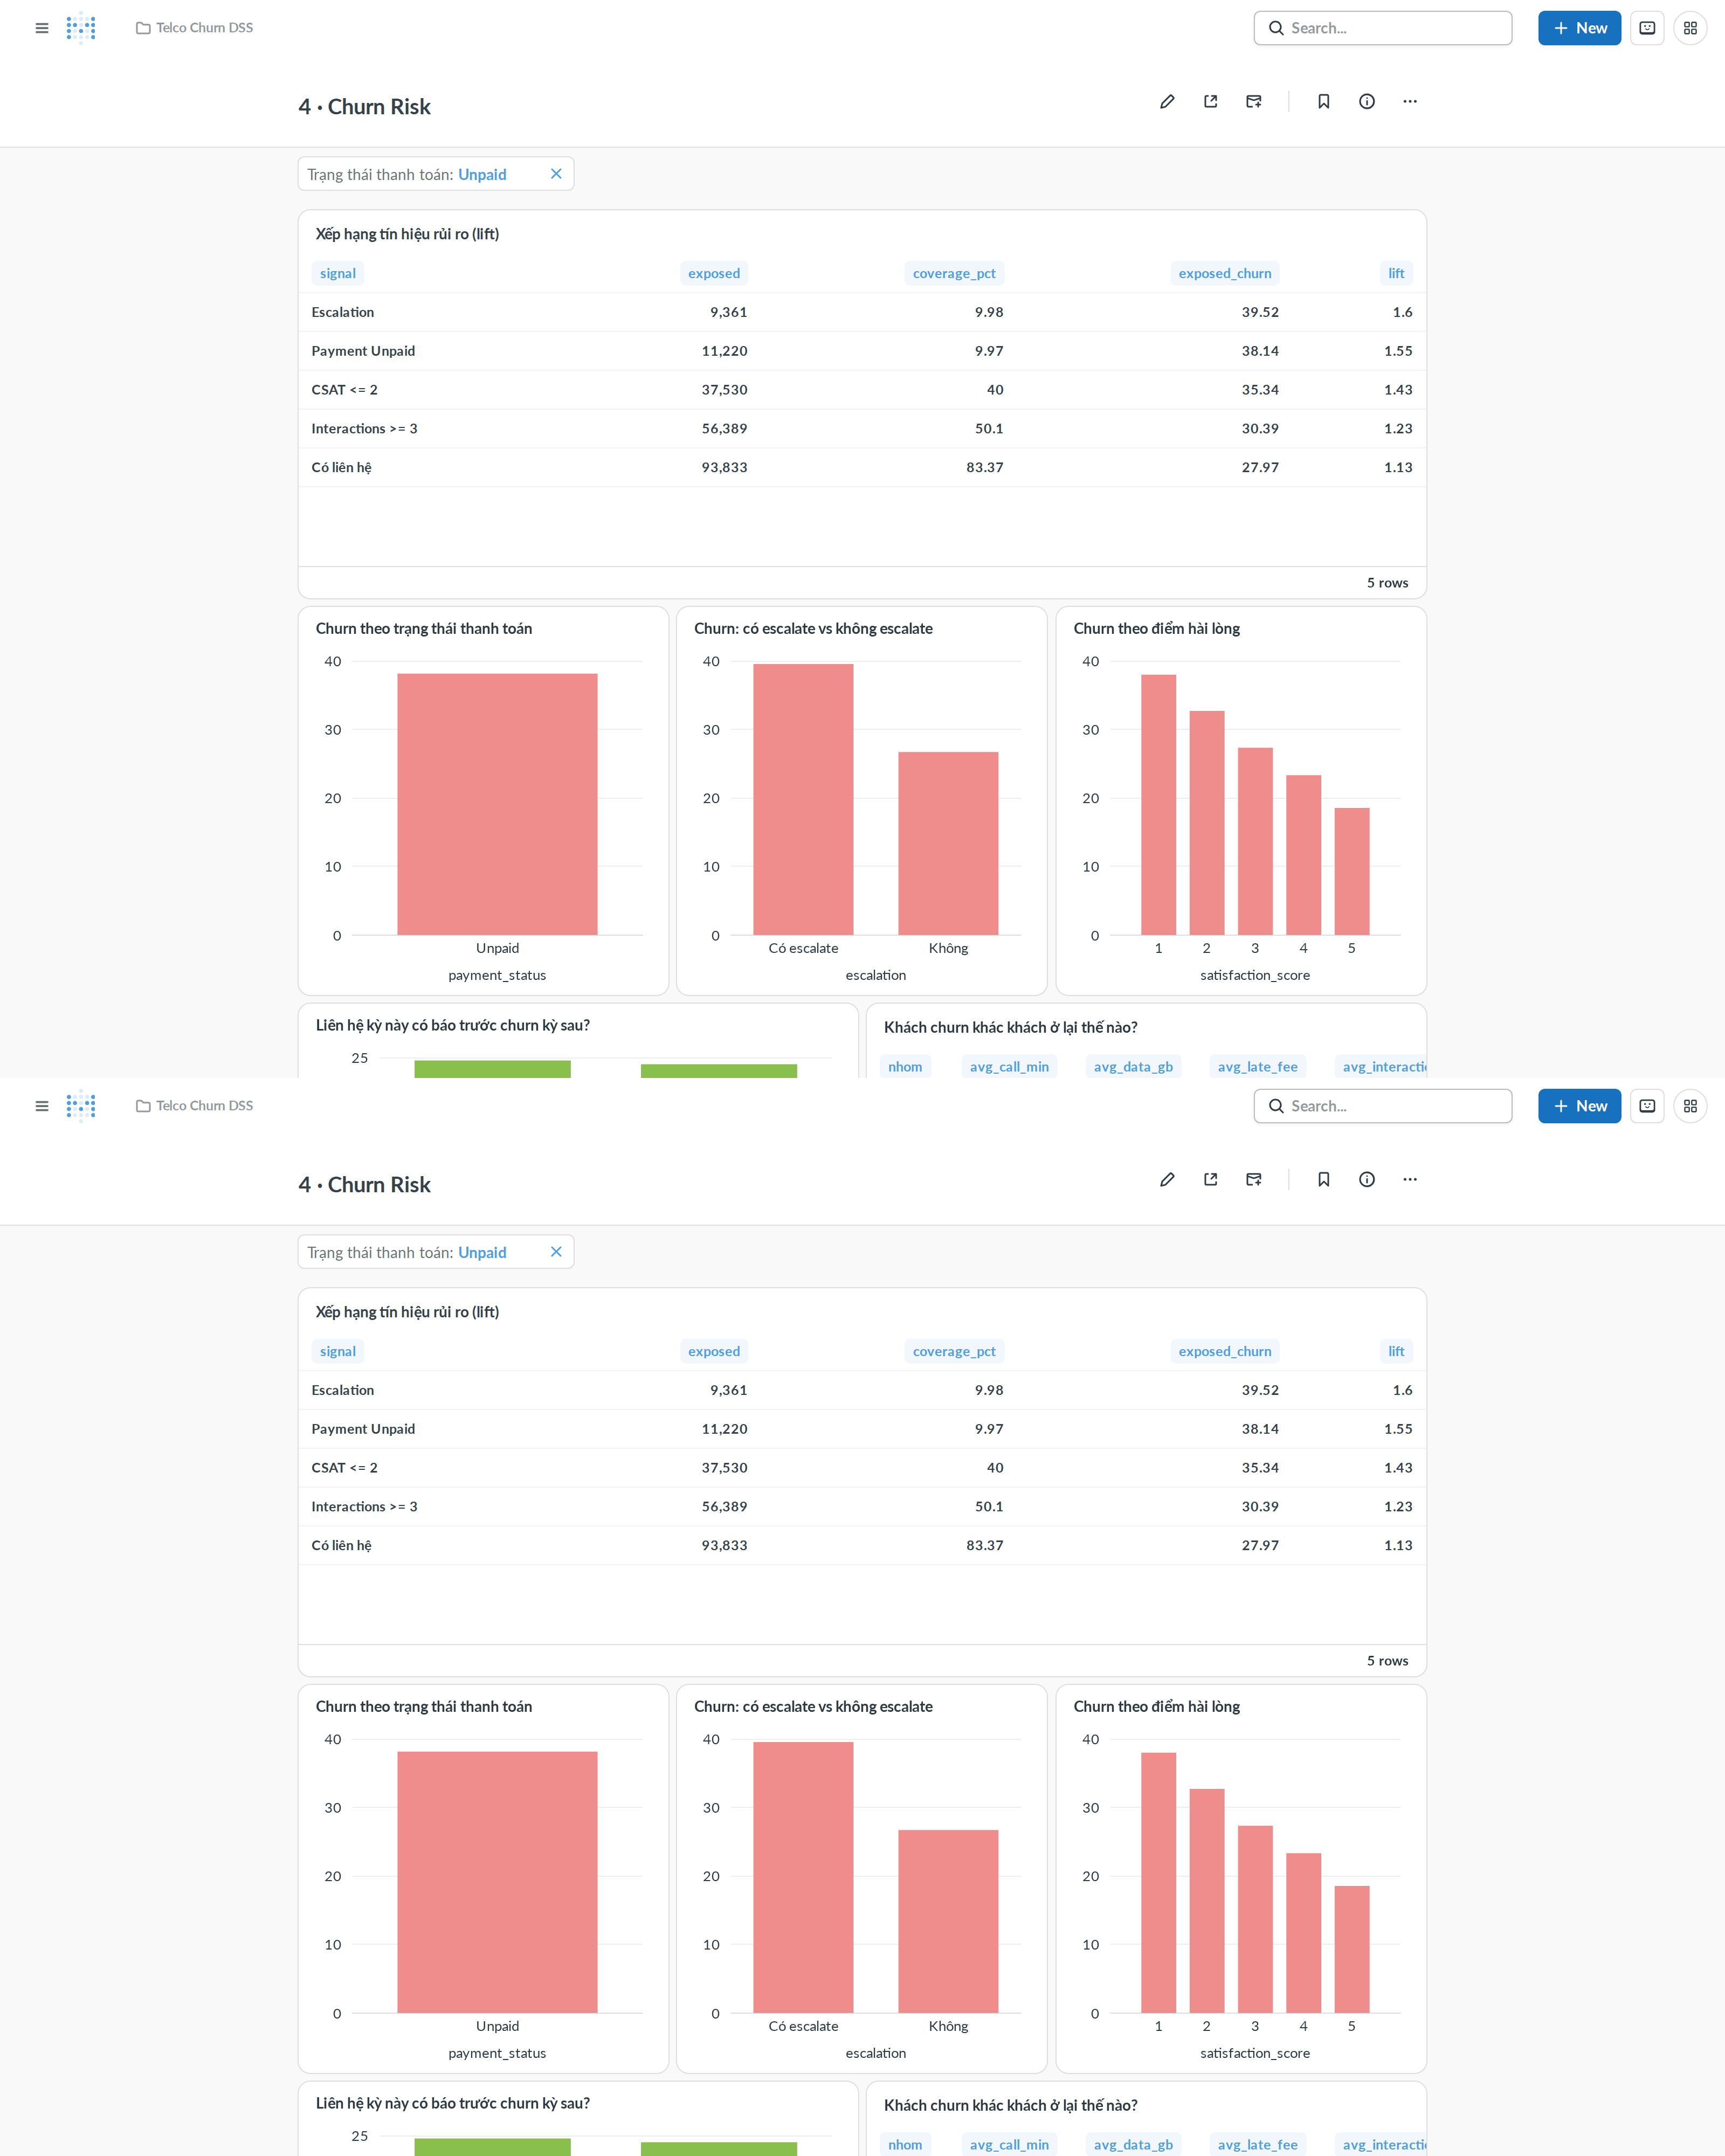 Telco Churn DSS
Search...
+ New
4 · Churn Risk
Trạng thái thanh toán: Unpaid
Xếp hạng tín hiệu rủi ro (lift)
signal exposed coverage_pct exposed_churn lift
Escalation 9,361 9.98 39.52 1.6
Payment Unpaid 11,220 9.97 38.14 1.55
CSAT <= 2 37,530 40 35.34 1.43
Interactions >= 3 56,389 50.1 30.39 1.23
Có liên hệ 93,833 83.37 27.97 1.13
5 rows
Churn theo trạng thái thanh toán
40
30
20
10
0
Unpaid
payment_status
Churn: có escalate vs không escalate
40
30
20
10
0
Có escalate Không
escalation
Churn theo điểm hài lòng
40
30
20
10
0
1 2 3 4 5
satisfaction_score
Liên hệ kỳ này có báo trước churn kỳ sau?
25
Khách churn khác khách ở lại thế nào?
nhom avg_call_min avg_data_gb avg_late_fee avg_interacti
Telco Churn DSS
Search...
+ New
4 · Churn Risk
Trạng thái thanh toán: Unpaid
Xếp hạng tín hiệu rủi ro (lift)
signal exposed coverage_pct exposed_churn lift
Escalation 9,361 9.98 39.52 1.6
Payment Unpaid 11,220 9.97 38.14 1.55
CSAT <= 2 37,530 40 35.34 1.43
Interactions >= 3 56,389 50.1 30.39 1.23
Có liên hệ 93,833 83.37 27.97 1.13
5 rows
Churn theo trạng thái thanh toán
40
30
20
10
0
Unpaid
payment_status
Churn: có escalate vs không escalate
40
30
20
10
0
Có escalate Không
escalation
Churn theo điểm hài lòng
40
30
20
10
0
1 2 3 4 5
satisfaction_score
Liên hệ kỳ này có báo trước churn kỳ sau?
25
Khách churn khác khách ở lại thế nào?
nhom avg_call_min avg_data_gb avg_late_fee avg_interacti